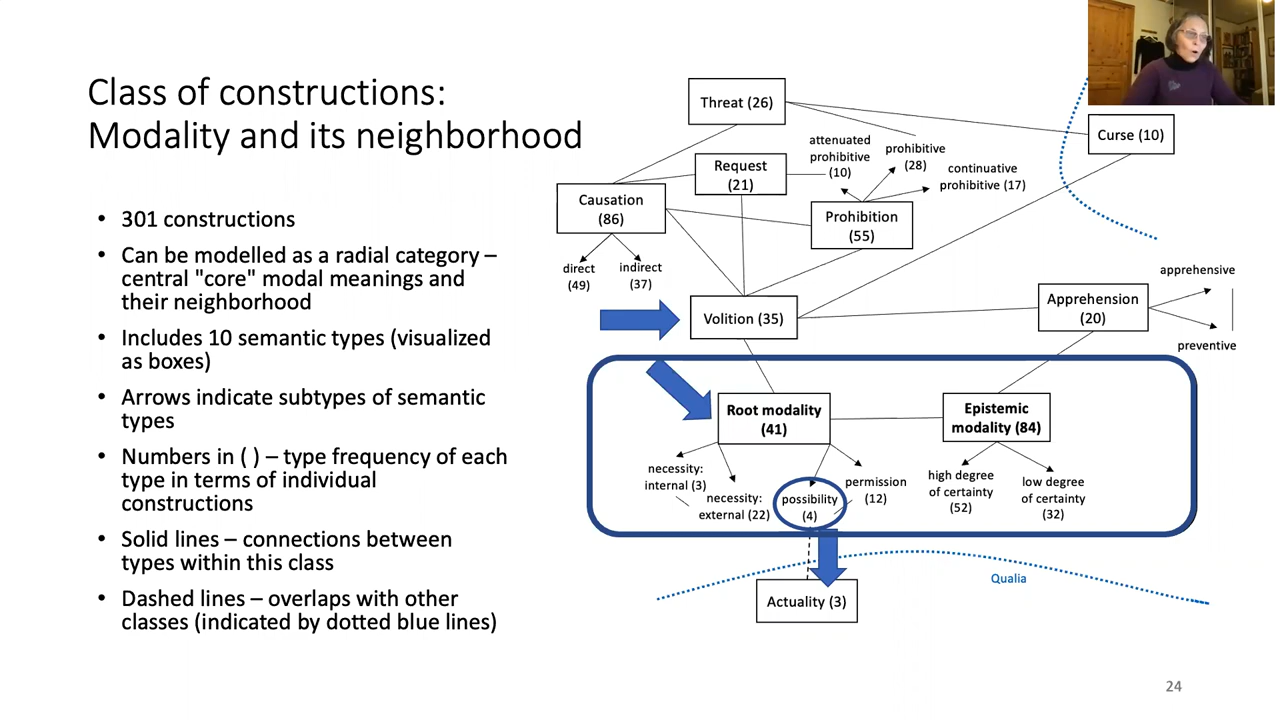 Class of constructions:
Modality and its neighborhood
• 301 constructions
• Can be modelled as a radial category –
central "core" modal meanings and
their neighborhood
• Includes 10 semantic types (visualized
as boxes)
• Arrows indicate subtypes of semantic
types
• Numbers in ( ) – type frequency of each
type in terms of individual
constructions
• Solid lines – connections between
types within this class
• Dashed lines – overlaps with other
classes (indicated by dotted blue lines)
Threat (26)
Curse (10)
Request
(21)
attenuated
prohibitive
(10)
prohibitive
(28)
continuative
prohibitive (17)
Causation
(86)
Prohibition
(55)
direct
(49)
indirect
(37)
Volition (35)
Apprehension
(20)
apprehensive
preventive
Root modality
(41)
Epistemic
modality (84)
necessity:
internal (3)
necessity:
external (22)
possibility
(4)
permission
(12)
high degree
of certainty
(52)
low degree
of certainty
(32)
Qualia
Actuality (3)
24